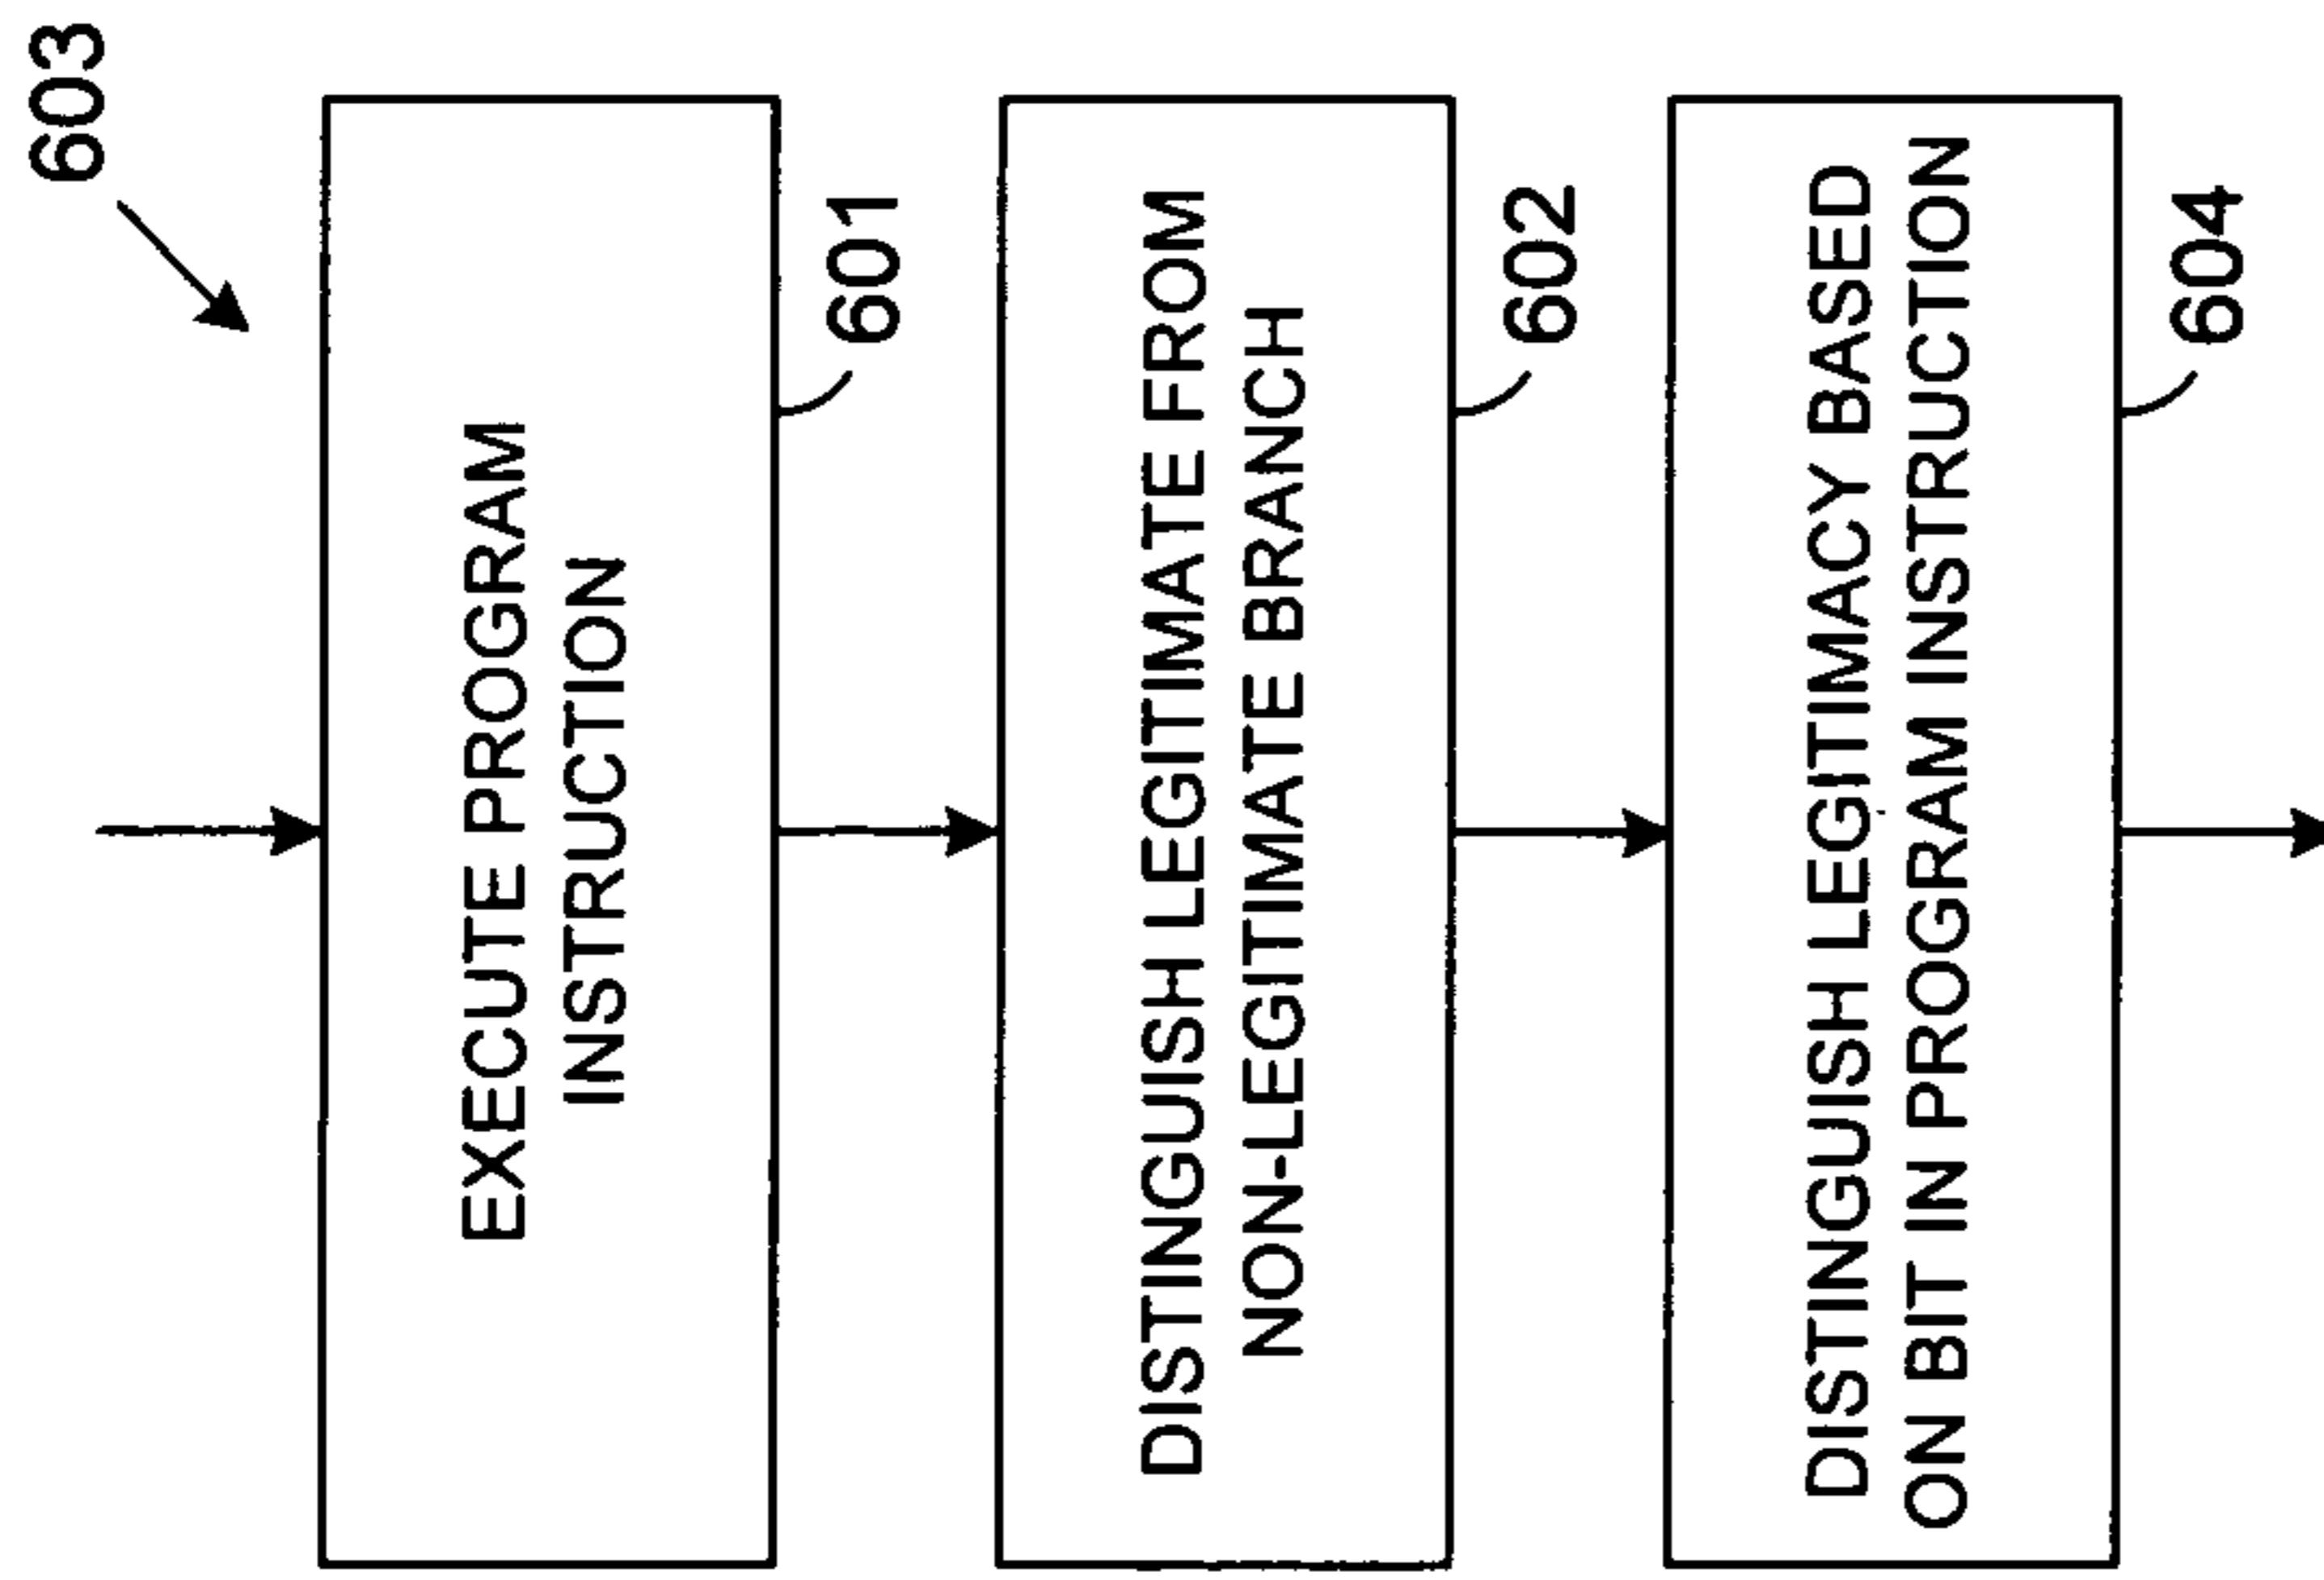 603
EXECUTE PROGRAM
INSTRUCTION
601
DISTINGUISH LEGITIMATE FROM
NON-LEGITIMATE BRANCH
602
DISTINGUISH LEGITIMACY BASED
ON BIT IN PROGRAM INSTRUCTION
604